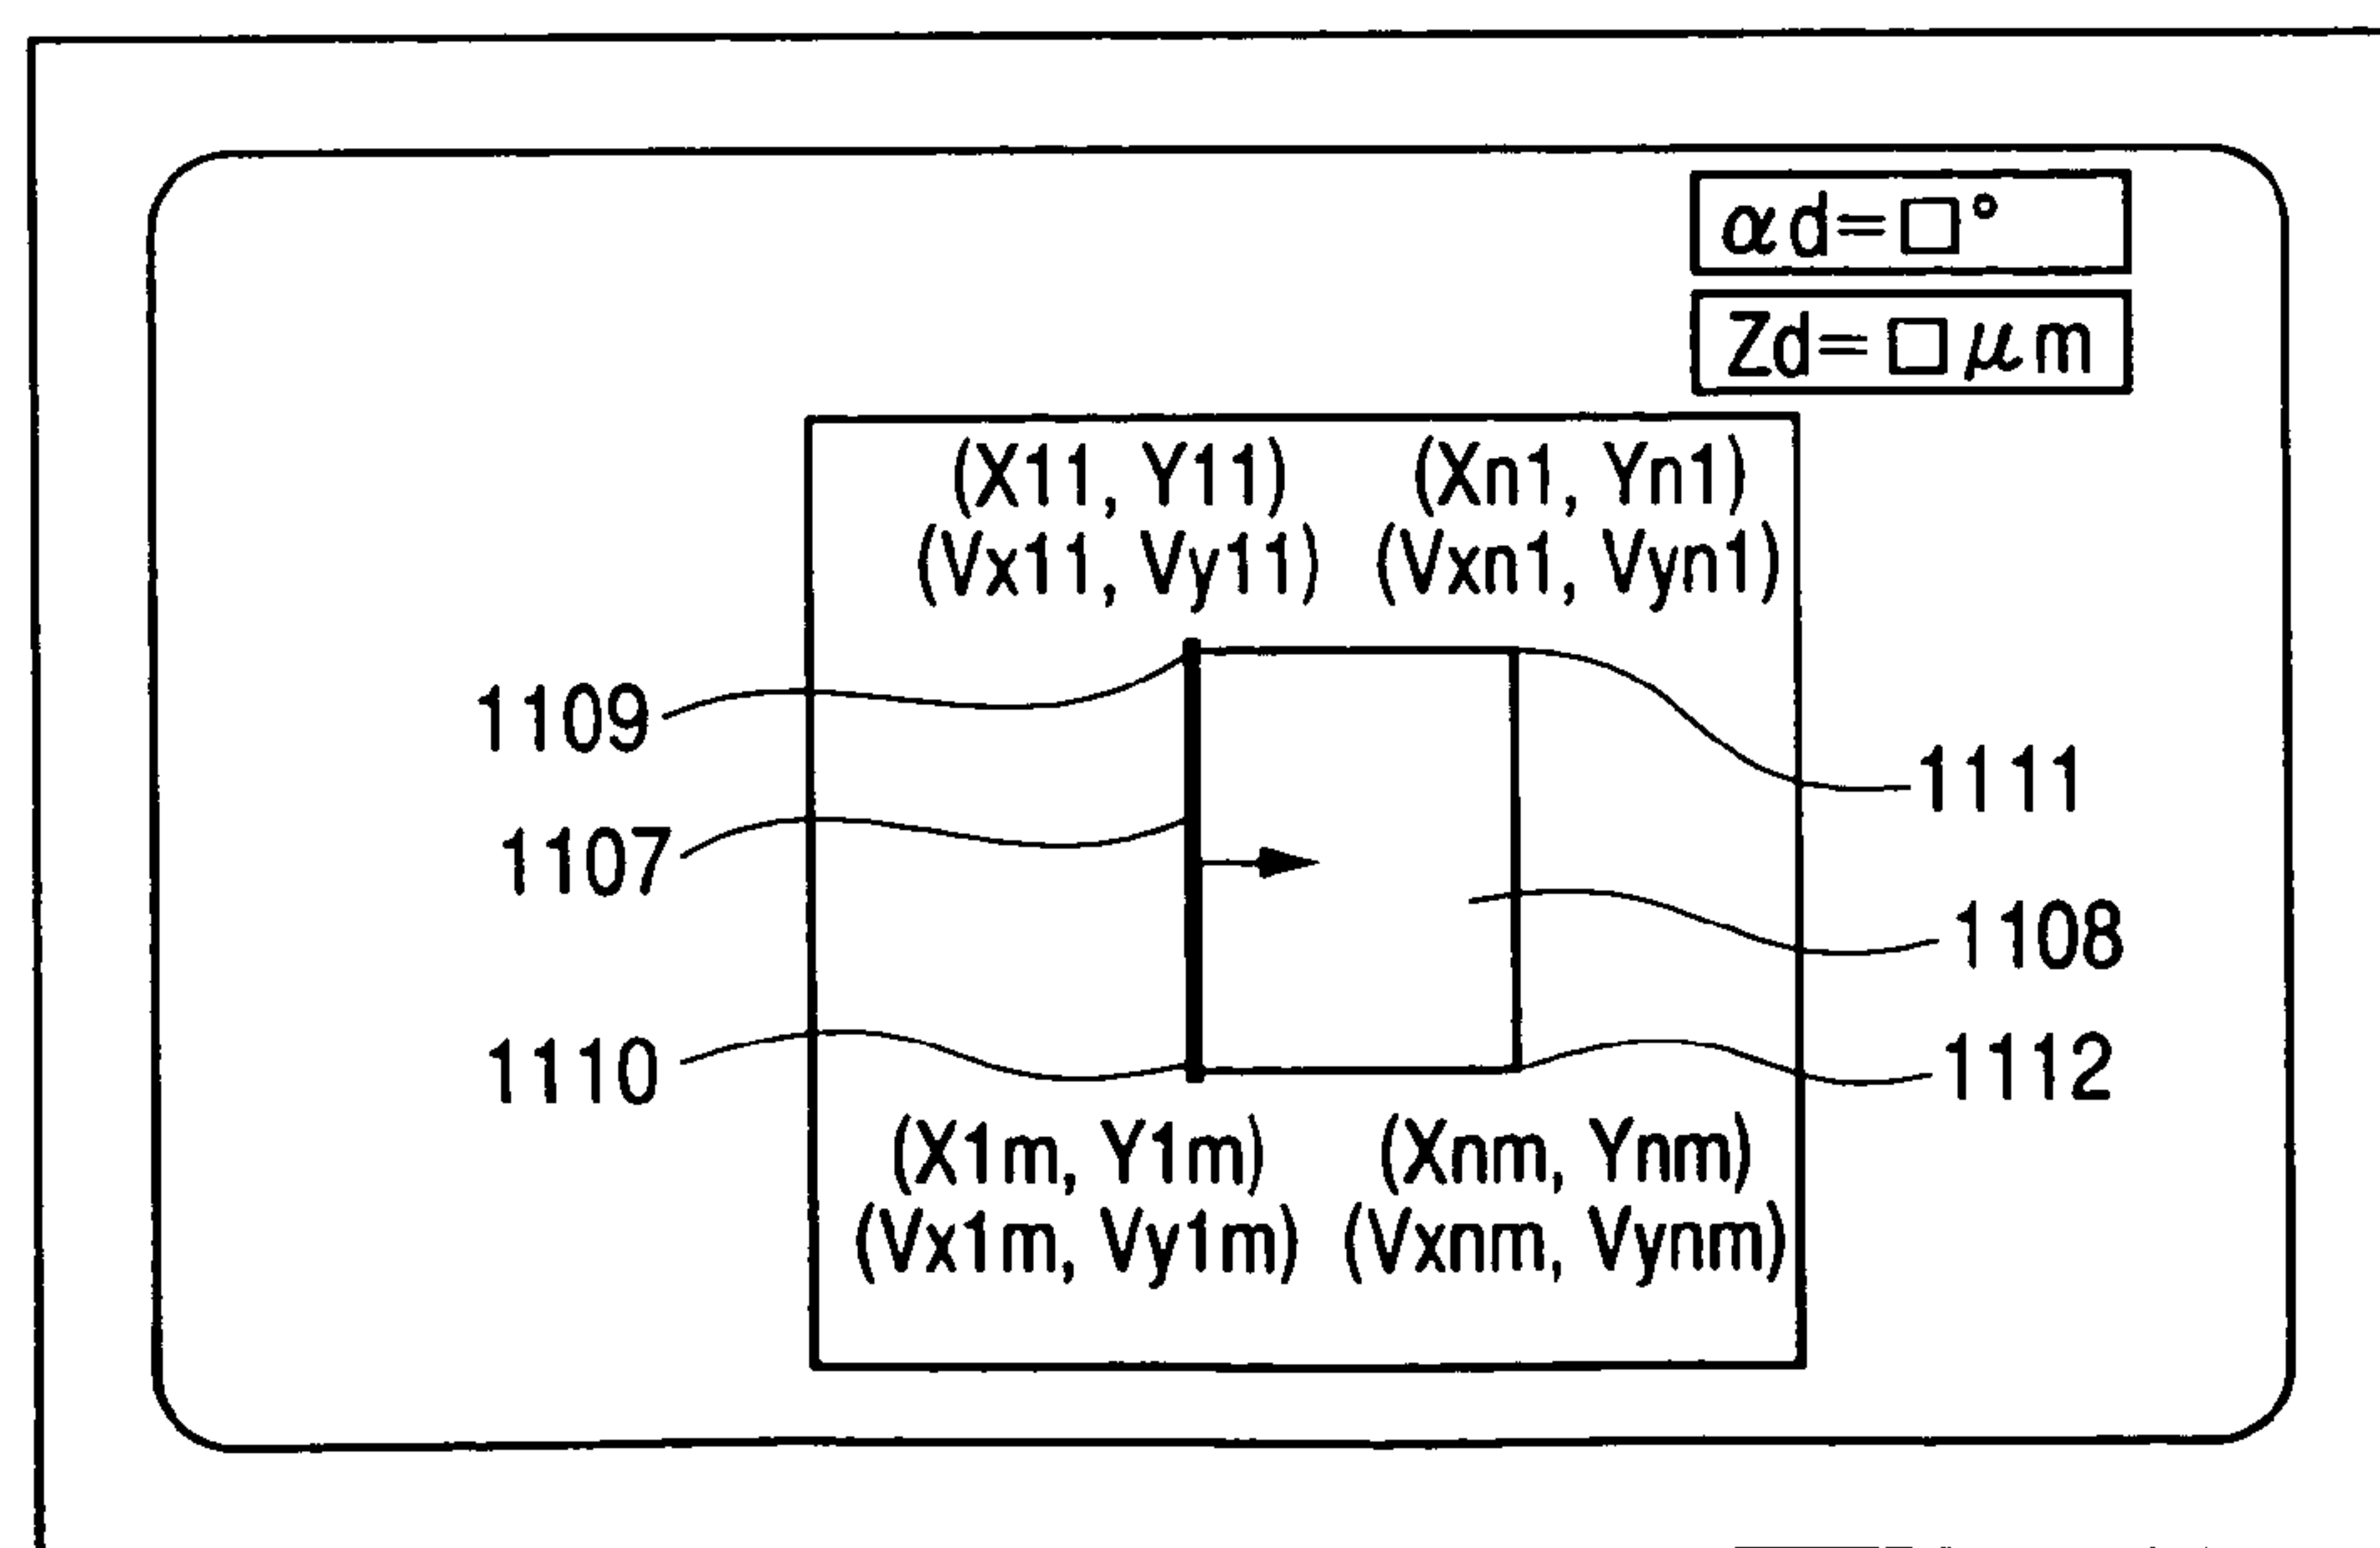 αd=□°
Zd=□μm
(X11, Y11) (Xn1, Yn1)
(Vx11, Vy11) (Vxn1, Vyn1)
1109
1111
1107
1108
1110
1112
(X1m, Y1m) (Xnm, Ynm)
(Vx1m, Vy1m) (Vxnm, Vynm)